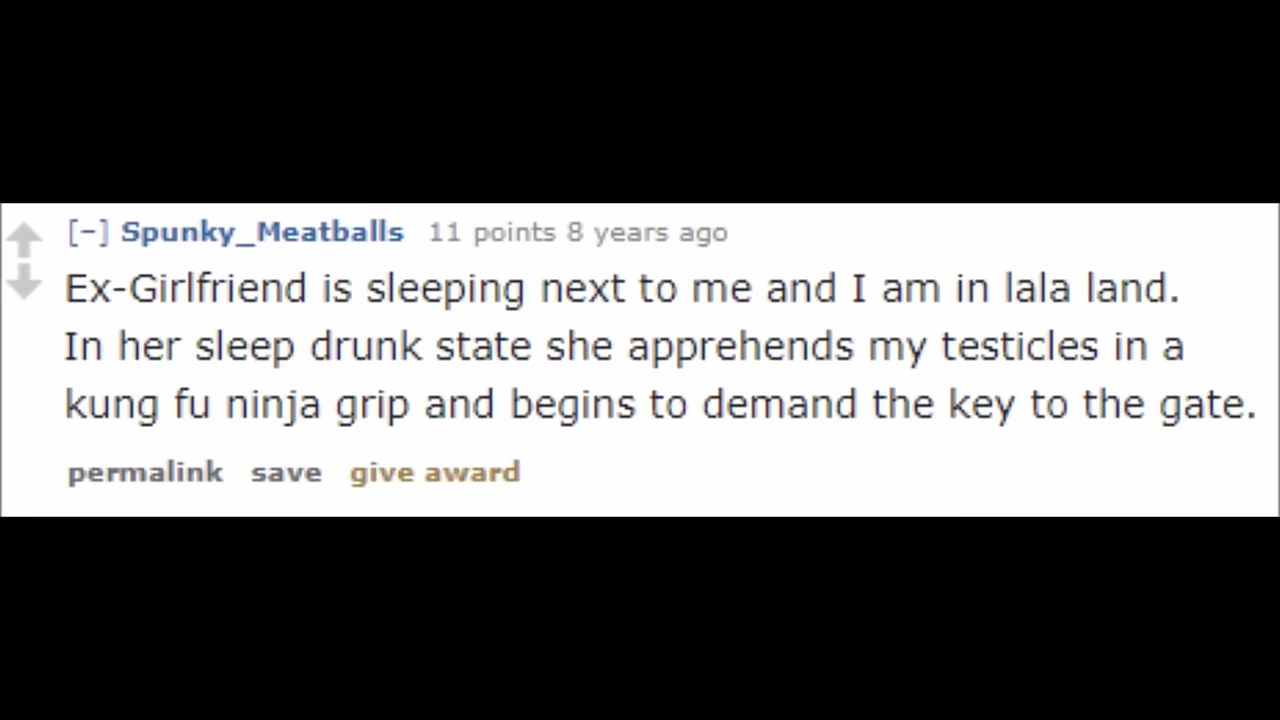 [–] Spunky_Meatballs 11 points 8 years ago
Ex-Girlfriend is sleeping next to me and I am in lala land.
In her sleep drunk state she apprehends my testicles in a
kung fu ninja grip and begins to demand the key to the gate.
permalink save give award